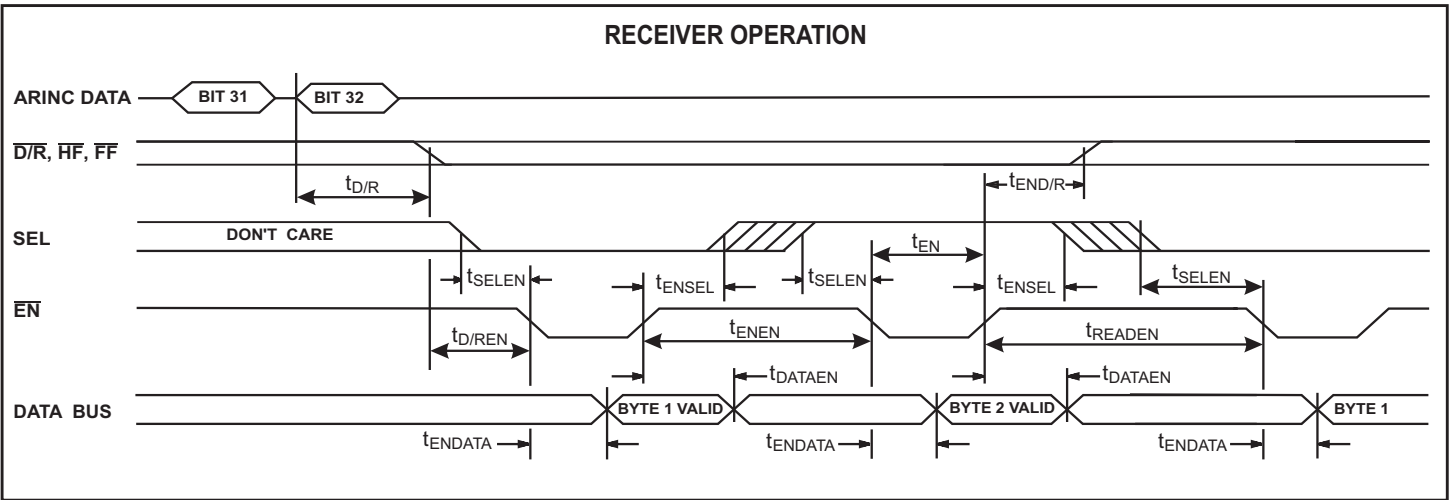 RECEIVER OPERATION
ARINC DATA BIT 31 BIT 32
D/R, HF, FF
tD/R tEND/R
SEL DON'T CARE
tEN
tSELEN tENSEL tSELEN tENSEL tSELEN
EN
tD/REN tENEN tREADEN
tDATAEN tDATAEN
DATA BUS BYTE 1 VALID BYTE 2 VALID BYTE 1
tENDATA tENDATA tENDATA